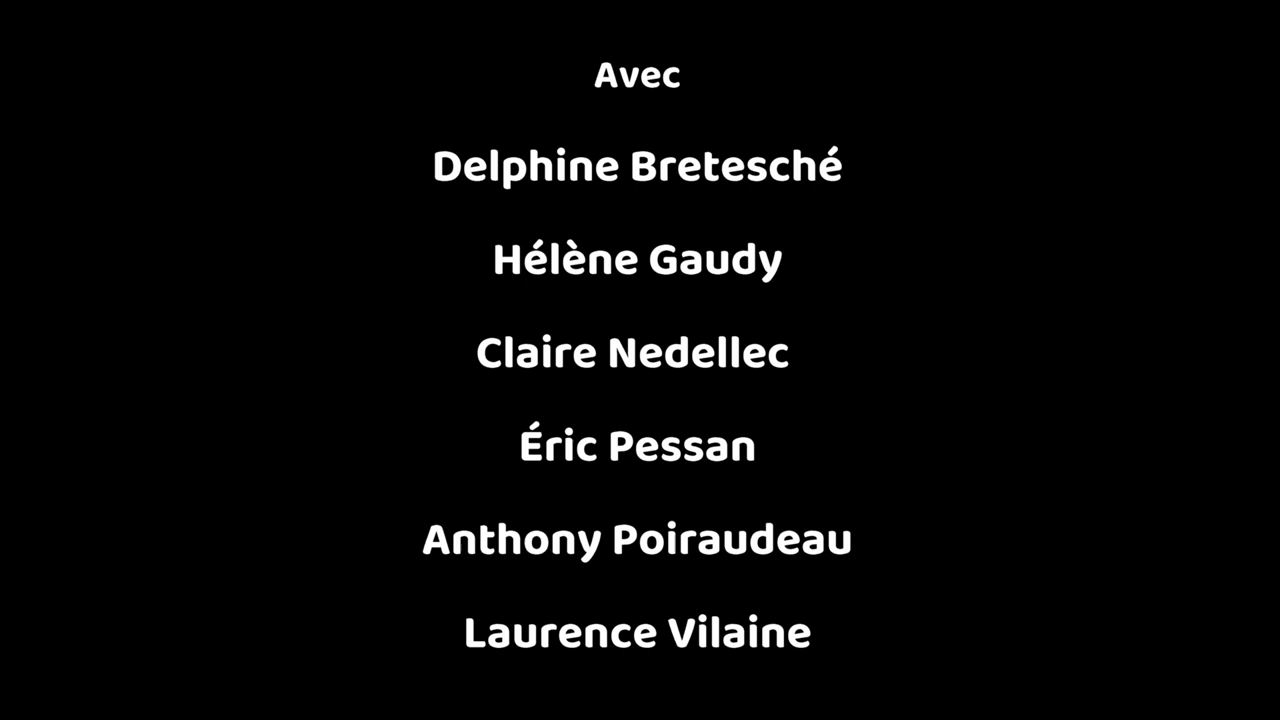 Avec
Delphine Bretesché
Hélène Gaudy
Claire Nedellec
Éric Pessan
Anthony Poiraudeau
Laurence Vilaine